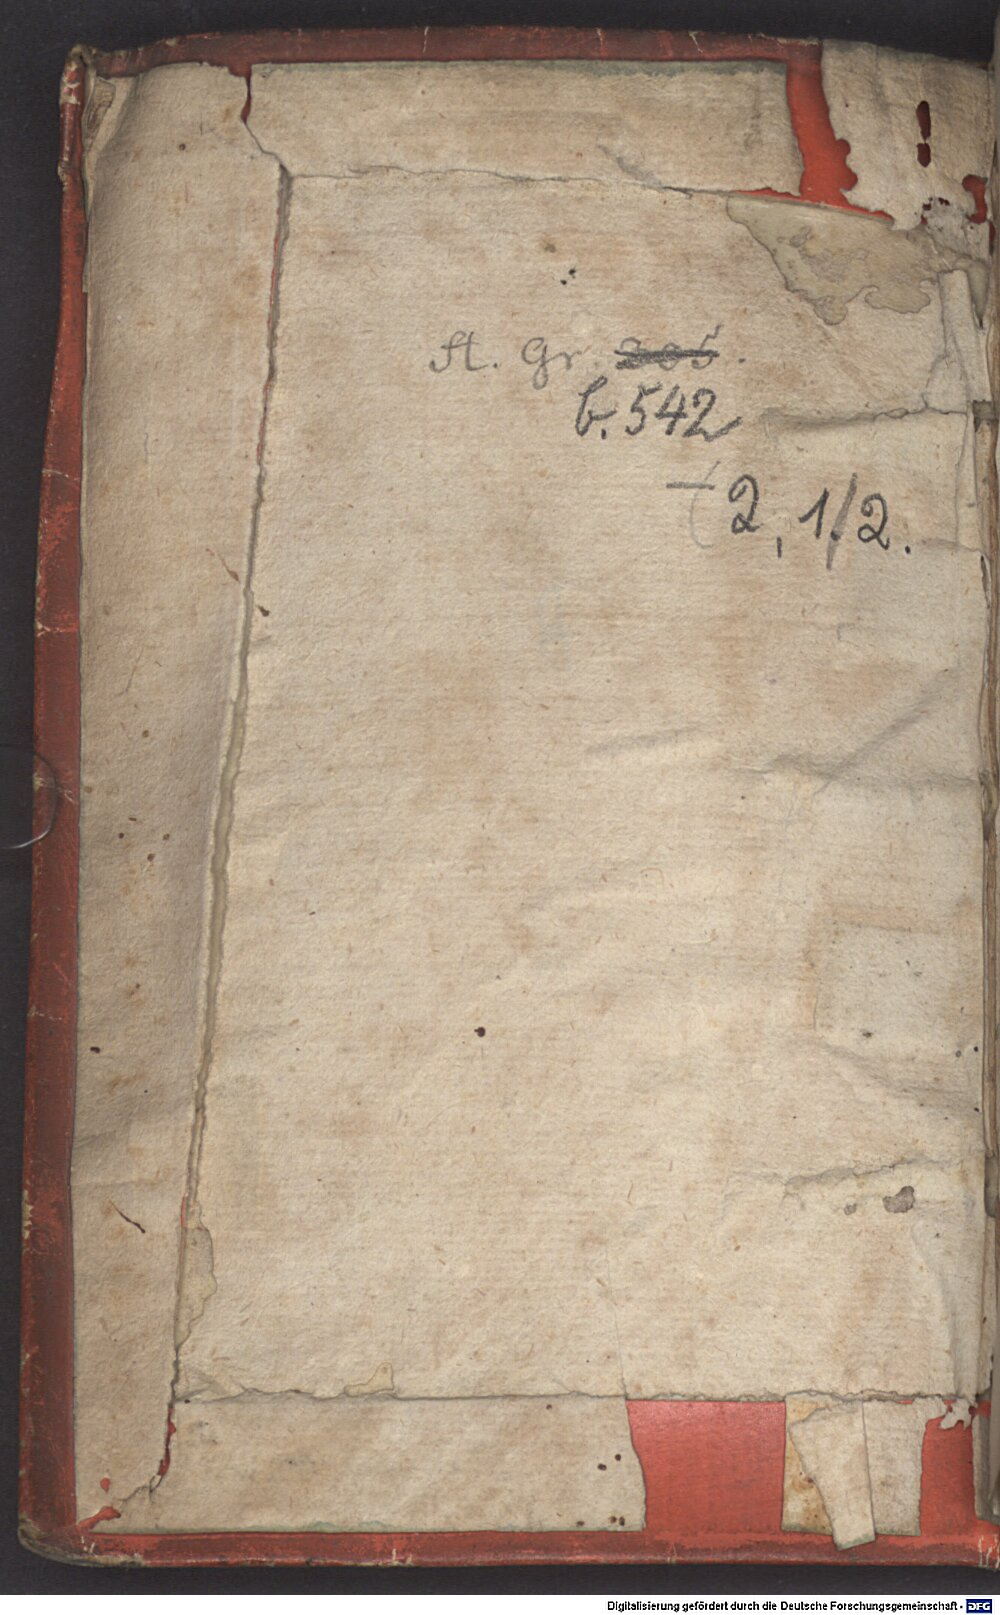 A. gr. 205.
b. 542
- (2, 1/2.
Digitalisierung gefördert durch die Deutsche Forschungsgemeinschaft - DFG